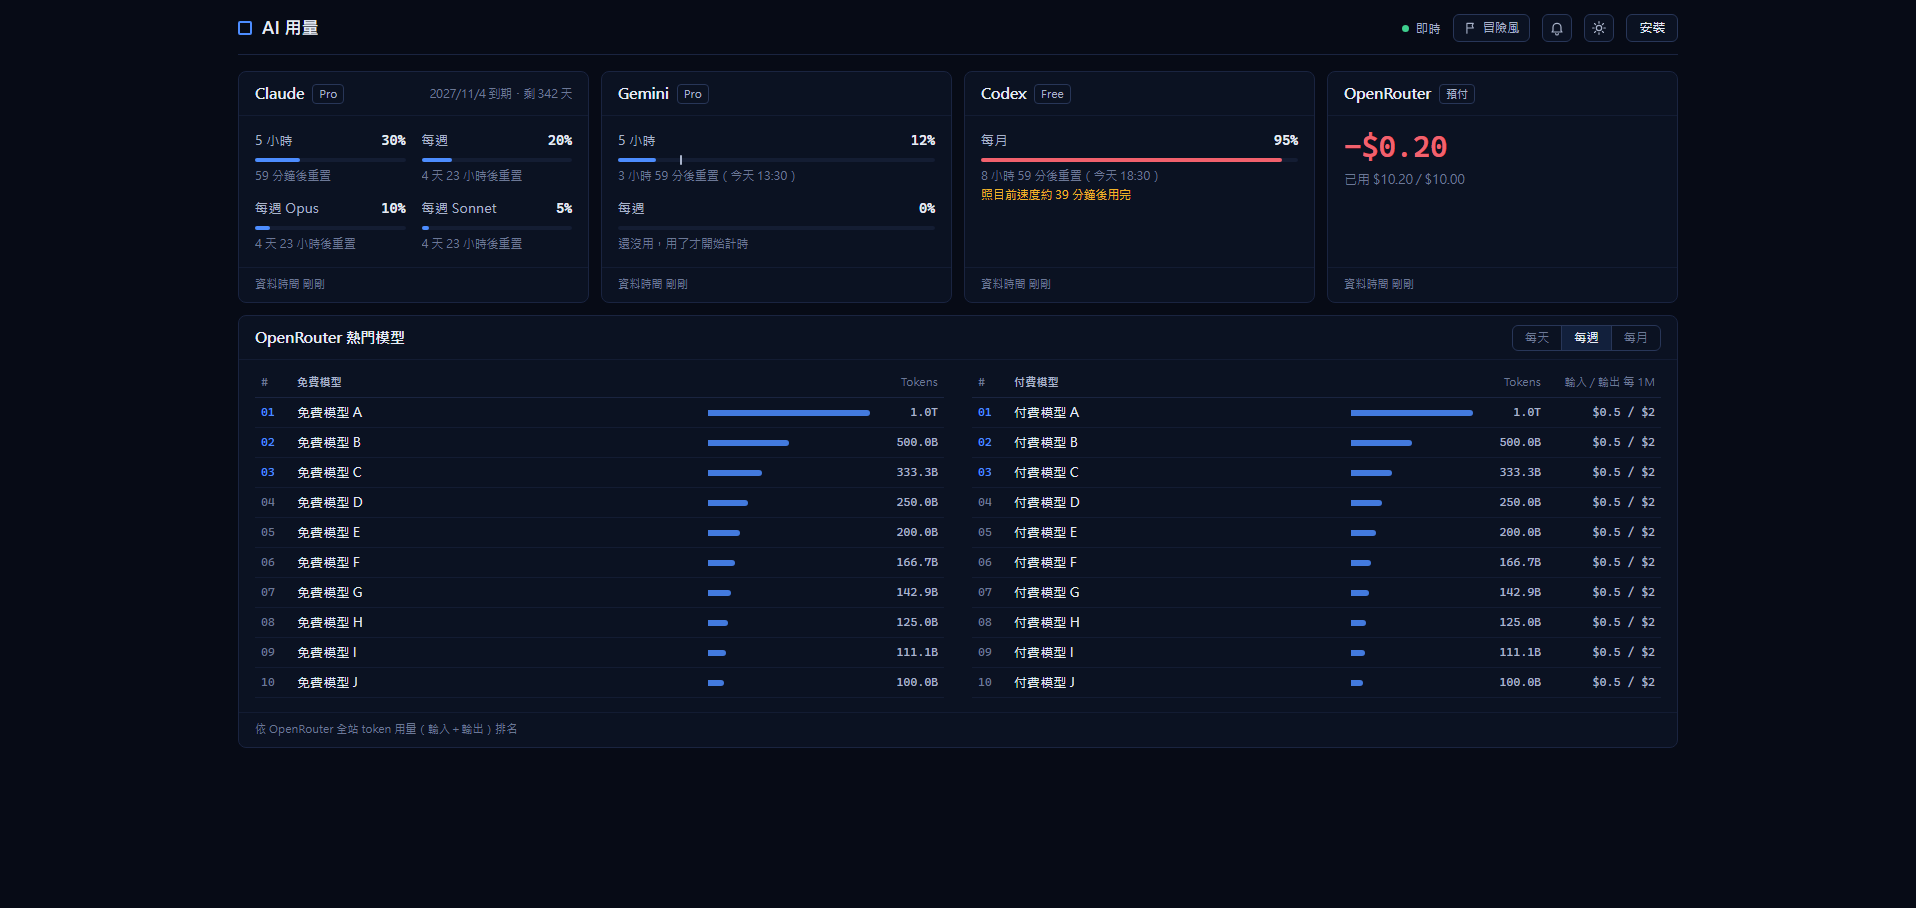 AI 用量
即時
冒險風
安裝
Claude Pro 2027/11/4 到期 · 剩 342 天
5 小時 30%
59 分鐘後重置
每週 20%
4 天 23 小時後重置
每週 Opus 10%
4 天 23 小時後重置
每週 Sonnet 5%
4 天 23 小時後重置
資料時間 剛剛
Gemini Pro
5 小時 12%
3 小時 59 分後重置 ( 今天 13:30 )
每週 0%
還沒用，用了才開始計時
資料時間 剛剛
Codex Free
每月 95%
8 小時 59 分後重置 ( 今天 18:30 )
照目前速度約 39 分鐘後用完
資料時間 剛剛
OpenRouter 預付
−$0.20
已用 $10.20 / $10.00
資料時間 剛剛
OpenRouter 熱門模型
每天 每週 每月
# 免費模型 Tokens
01 免費模型 A 1.0T
02 免費模型 B 500.0B
03 免費模型 C 333.3B
04 免費模型 D 250.0B
05 免費模型 E 200.0B
06 免費模型 F 166.7B
07 免費模型 G 142.9B
08 免費模型 H 125.0B
09 免費模型 I 111.1B
10 免費模型 J 100.0B
# 付費模型 Tokens 輸入 / 輸出 每 1M
01 付費模型 A 1.0T $0.5 / $2
02 付費模型 B 500.0B $0.5 / $2
03 付費模型 C 333.3B $0.5 / $2
04 付費模型 D 250.0B $0.5 / $2
05 付費模型 E 200.0B $0.5 / $2
06 付費模型 F 166.7B $0.5 / $2
07 付費模型 G 142.9B $0.5 / $2
08 付費模型 H 125.0B $0.5 / $2
09 付費模型 I 111.1B $0.5 / $2
10 付費模型 J 100.0B $0.5 / $2
依 OpenRouter 全站 token 用量 ( 輸入 + 輸出 ) 排名